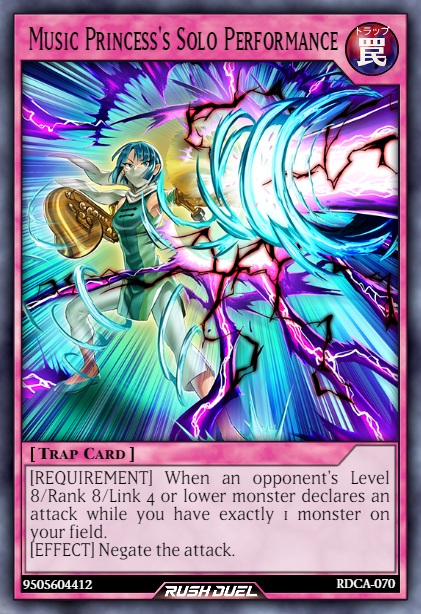 Music Princess's Solo Performance
トラップ
罠
[ Trap Card ]
[REQUIREMENT] When an opponent's Level
8/Rank 8/Link 4 or lower monster declares an
attack while you have exactly 1 monster on
your field.
[EFFECT] Negate the attack.
9505604412
RUSH DUEL
RDCA-070